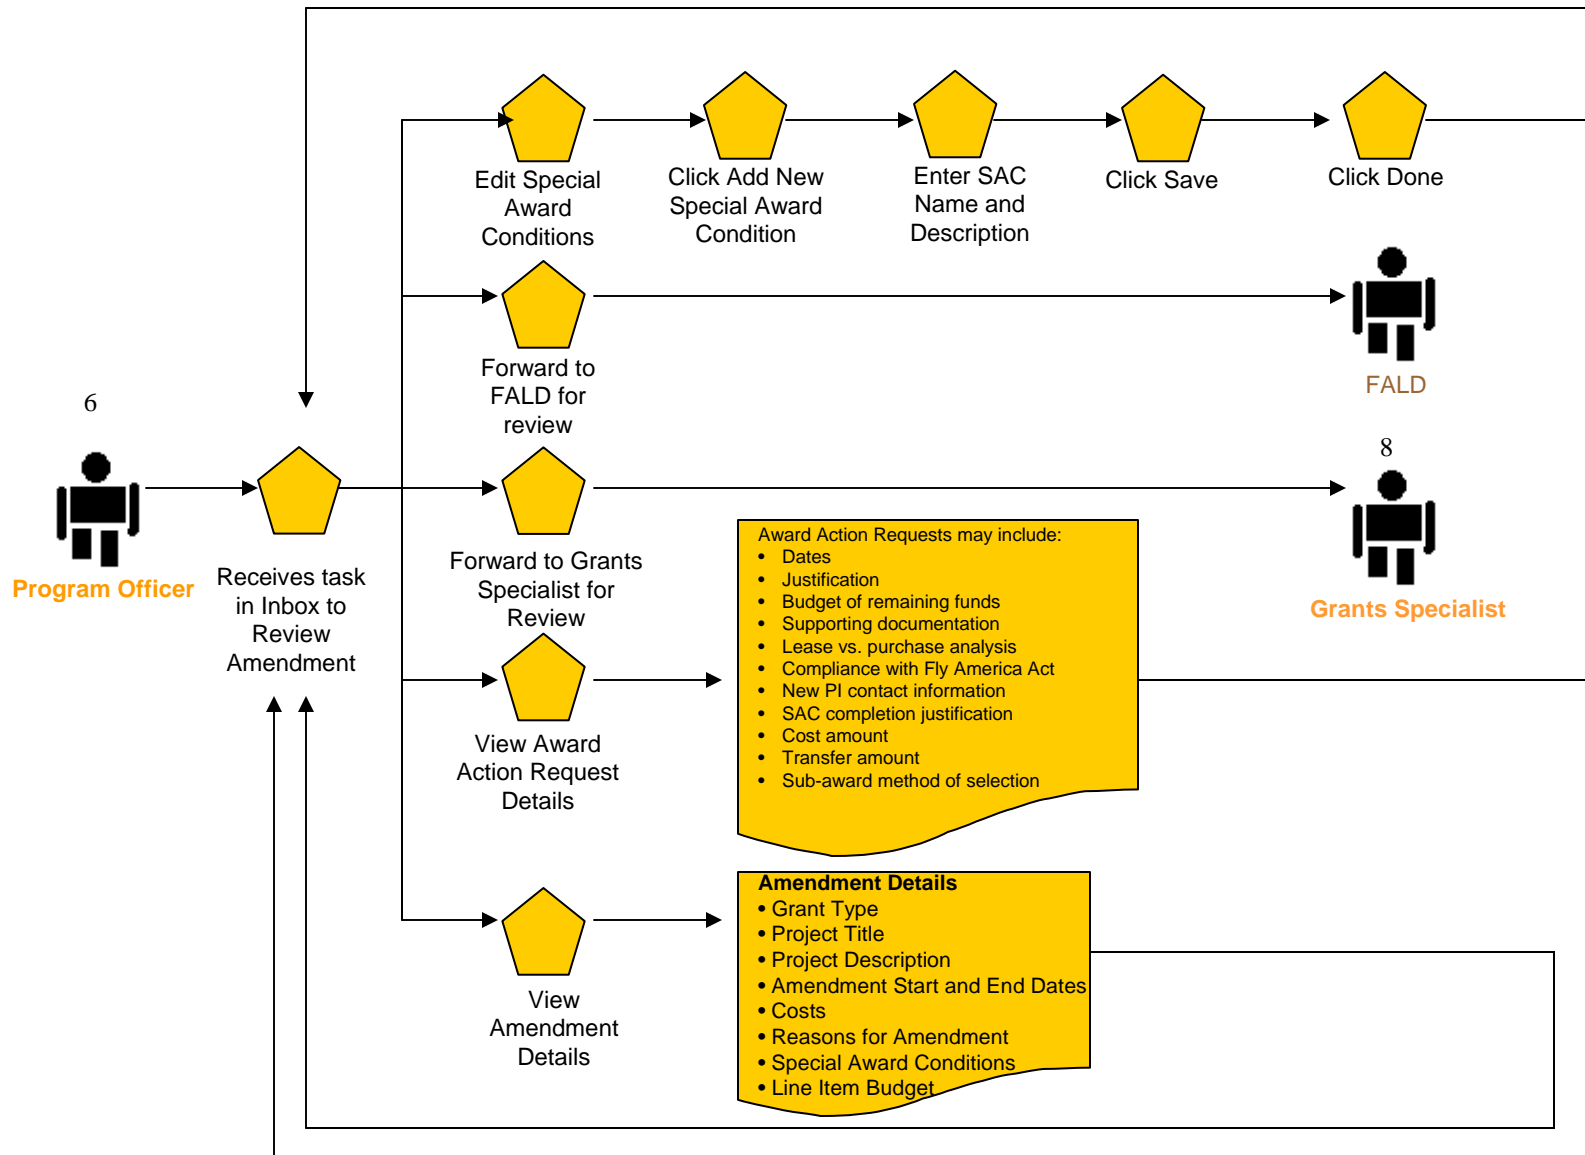 Edit Special
Award
Conditions
Click Add New
Special Award
Condition
Enter SAC
Name and
Description
Click Save
Click Done
Forward to
FALD for
review
FALD
6
Program Officer
Receives task
in Inbox to
Review
Amendment
Forward to Grants
Specialist for
Review
8
Grants Specialist
View Award
Action Request
Details
Award Action Requests may include:
• Dates
• Justification
• Budget of remaining funds
• Supporting documentation
• Lease vs. purchase analysis
• Compliance with Fly America Act
• New PI contact information
• SAC completion justification
• Cost amount
• Transfer amount
• Sub-award method of selection
View
Amendment
Details
Amendment Details
• Grant Type
• Project Title
• Project Description
• Amendment Start and End Dates
• Costs
• Reasons for Amendment
• Special Award Conditions
• Line Item Budget